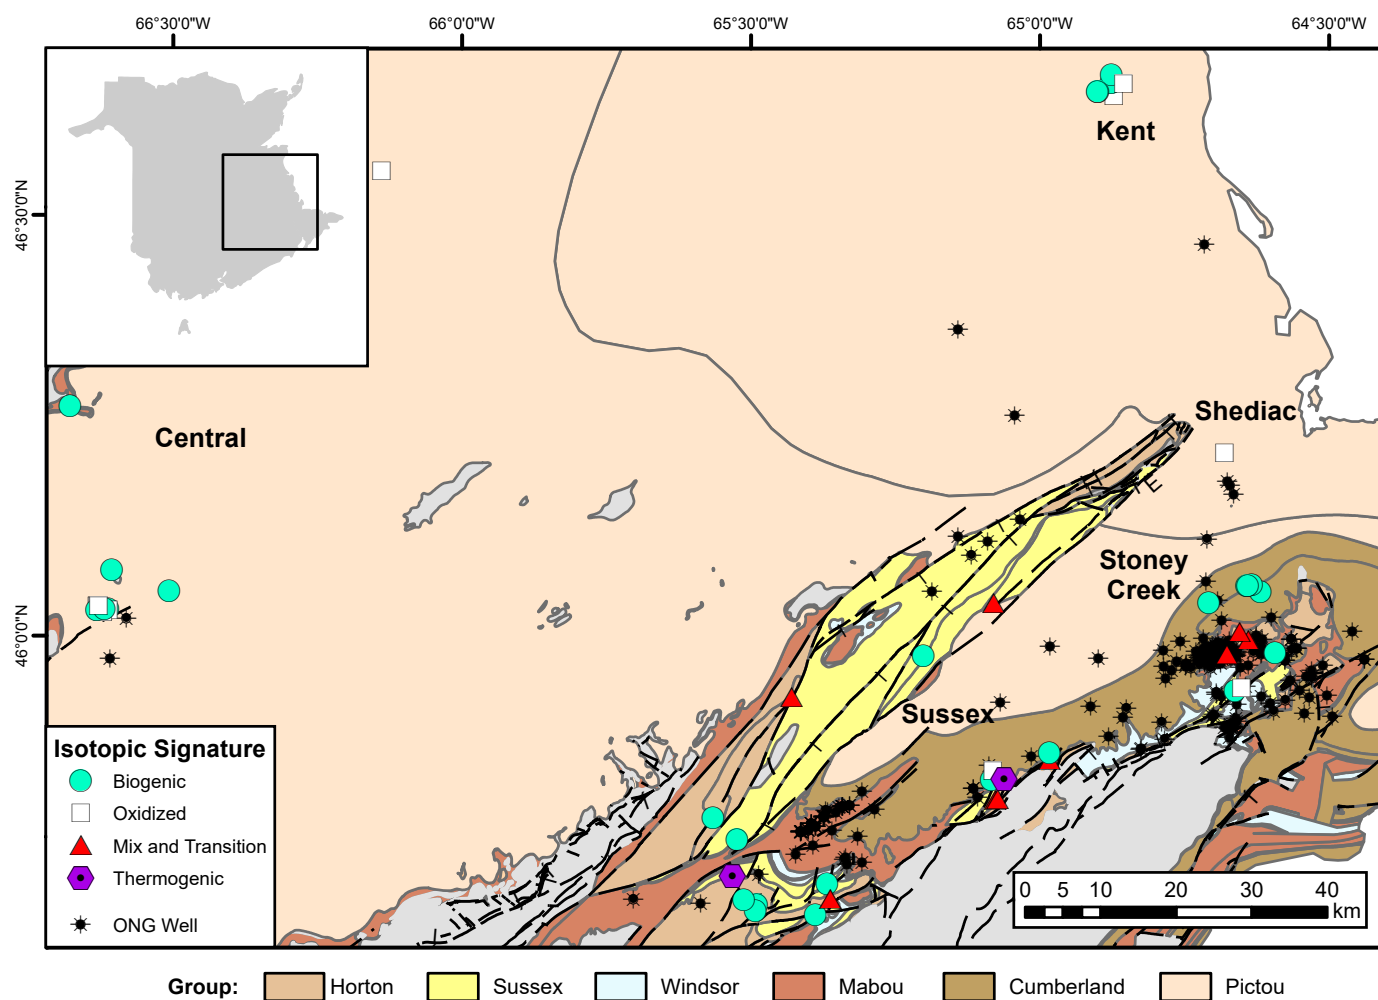 66°30'0"W 66°0'0"W 65°30'0"W 65°0'0"W 64°30'0"W
46°30'0"N
46°0'0"N
Kent
Shediac
Central
Stoney
Creek
Sussex
Isotopic Signature
Biogenic
Oxidized
Mix and Transition
Thermogenic
ONG Well
0 5 10 20 30 40
km
Group: Horton Sussex Windsor Mabou Cumberland Pictou